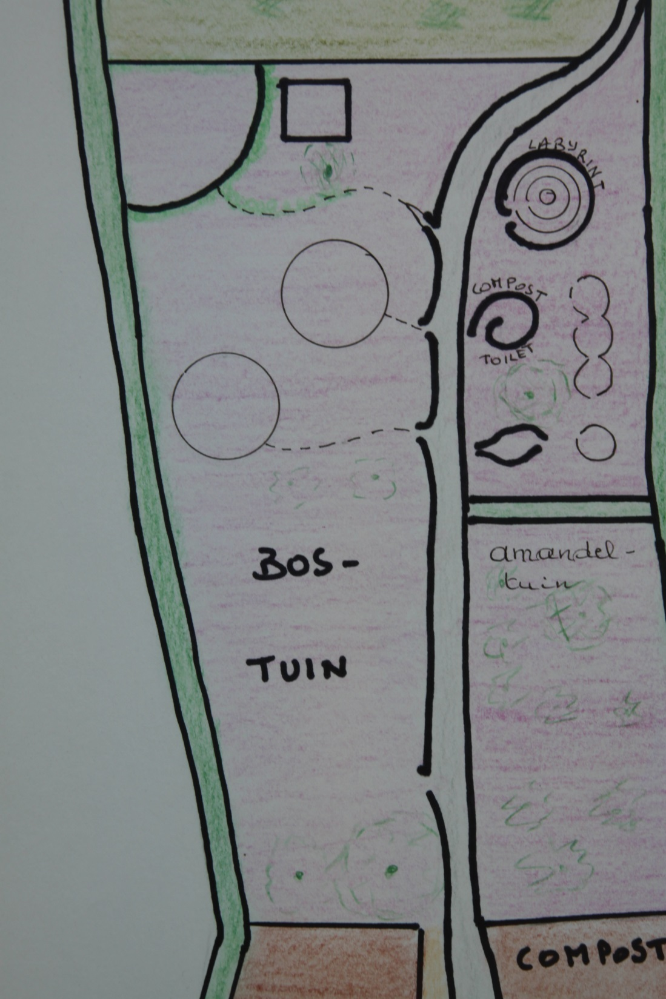 LABYRINT
COMPOST
TOILET
BOS-
TUIN
amandel-
tuin
COMPOST